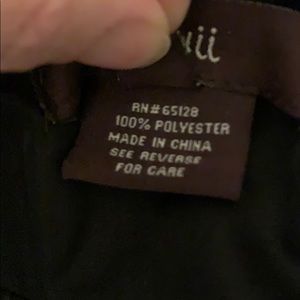 RN#65128
100% POLYESTER
MADE IN CHINA
SEE REVERSE
FOR CARE